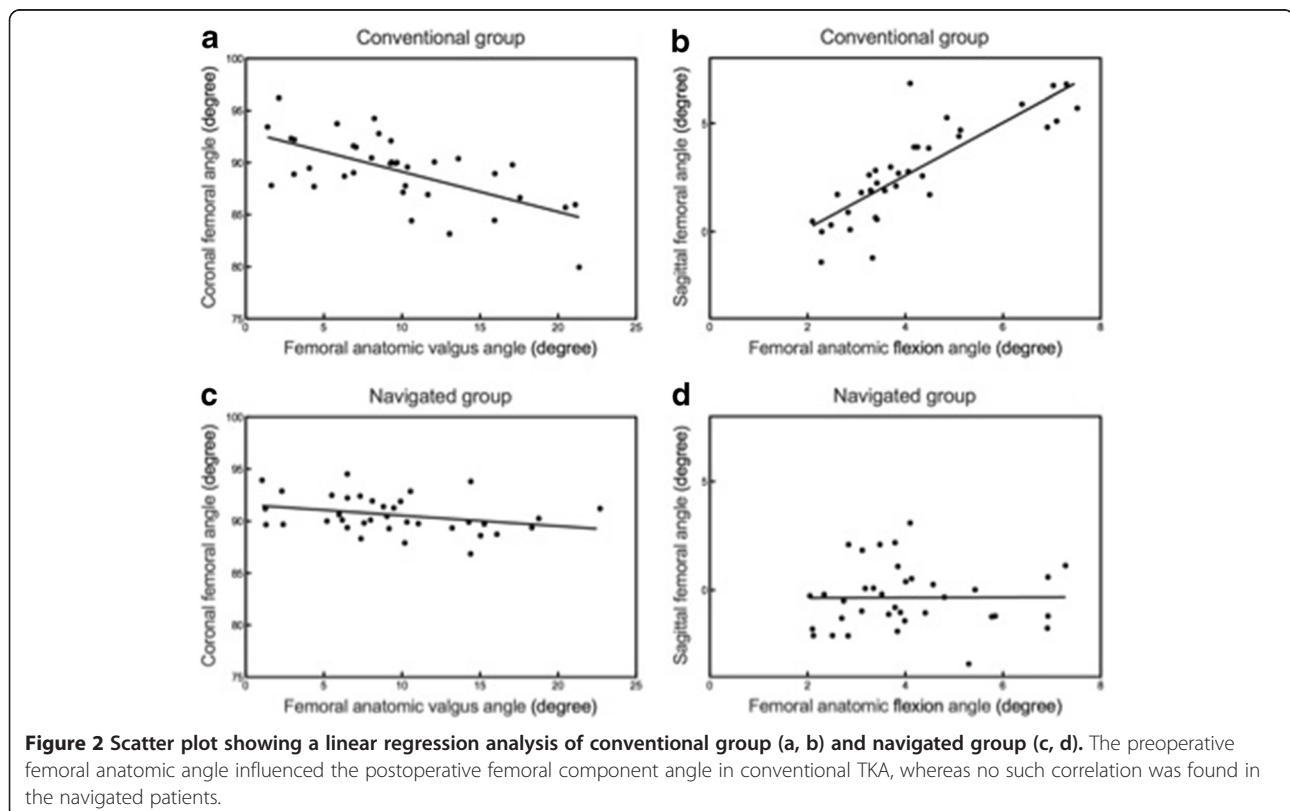 a
Conventional group
100
95
90
85
80
75
0
5
10
15
20
25
Coronal femoral angle (degree)
Femoral anatomic valgus angle (degree)
b
Conventional group
5
0
0
2
4
6
8
Sagittal femoral angle (degree)
Femoral anatomic flexion angle (degree)
c
Navigated group
100
95
90
85
80
75
0
5
10
15
20
25
Coronal femoral angle (degree)
Femoral anatomic valgus angle (degree)
d
Navigated group
5
0
0
2
4
6
8
Sagittal femoral angle (degree)
Femoral anatomic flexion angle (degree)
Figure 2 Scatter plot showing a linear regression analysis of conventional group (a, b) and navigated group (c, d). The preoperative
femoral anatomic angle influenced the postoperative femoral component angle in conventional TKA, whereas no such correlation was found in
the navigated patients.